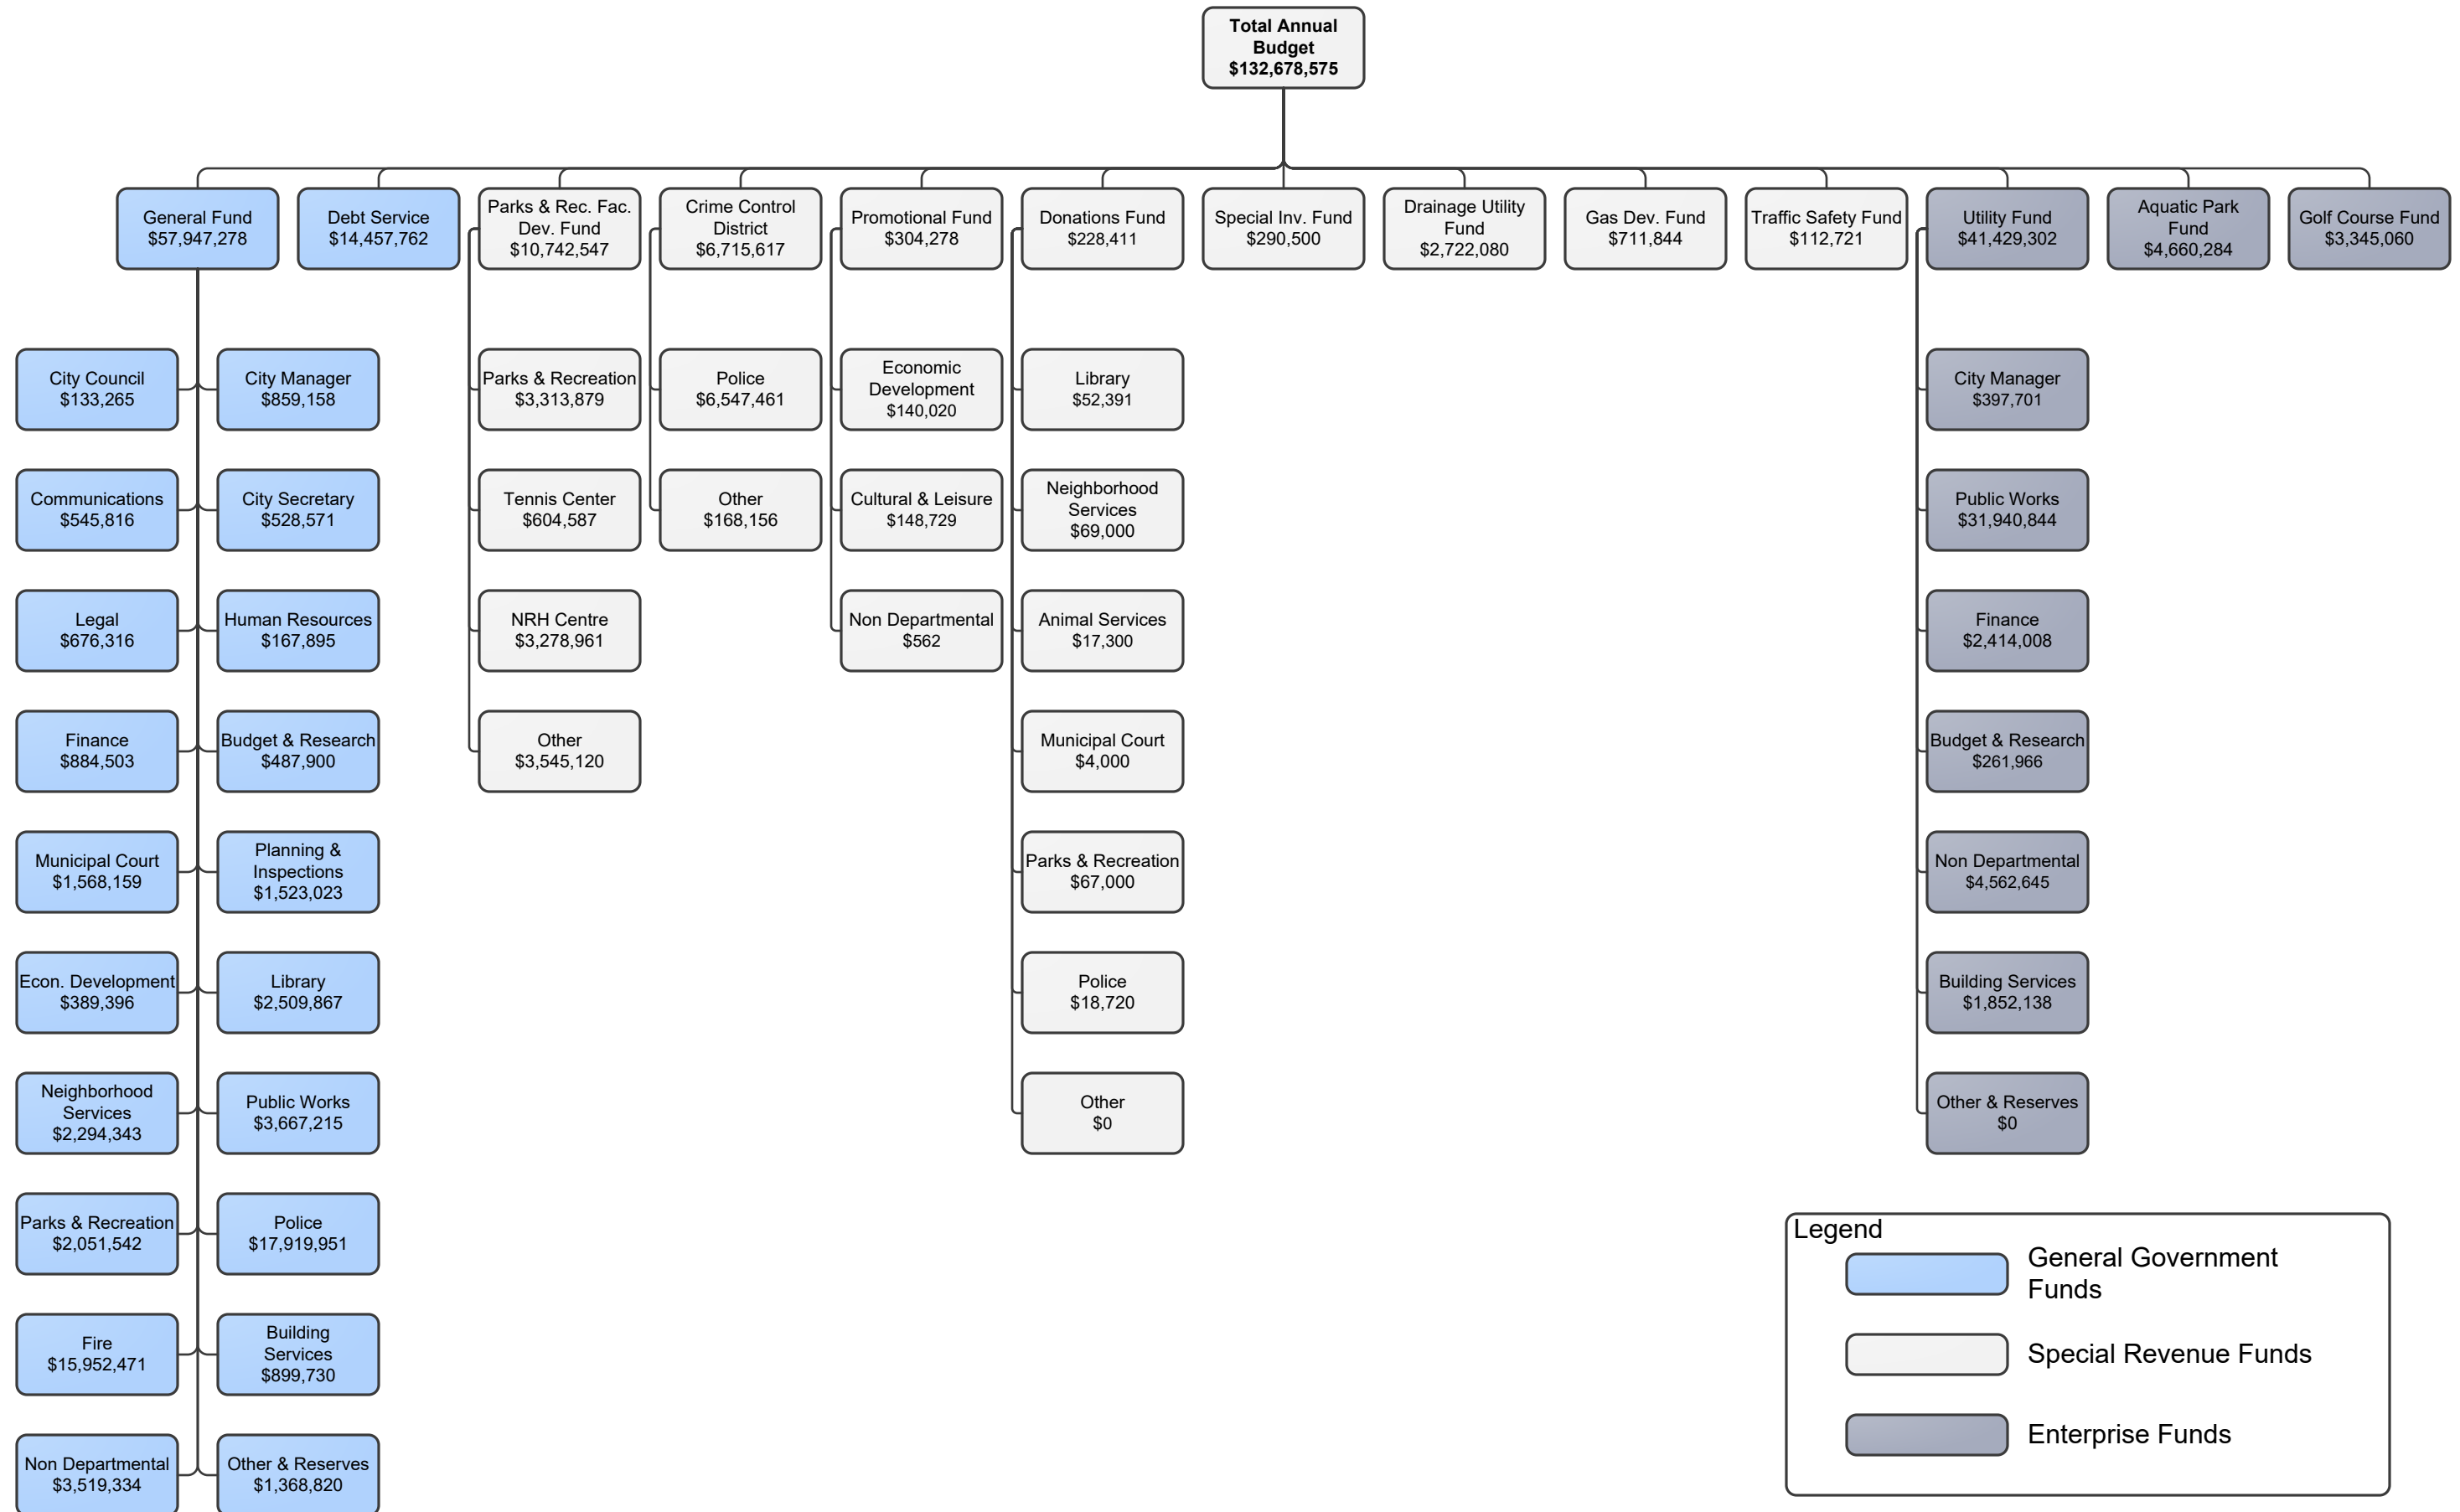 Total Annual
Budget
$132,678,575
General Fund
$57,947,278
Debt Service
$14,457,762
Parks & Rec. Fac.
Dev. Fund
$10,742,547
Crime Control
District
$6,715,617
Promotional Fund
$304,278
Donations Fund
$228,411
Special Inv. Fund
$290,500
Drainage Utility
Fund
$2,722,080
Gas Dev. Fund
$711,844
Traffic Safety Fund
$112,721
Utility Fund
$41,429,302
Aquatic Park
Fund
$4,660,284
Golf Course Fund
$3,345,060
City Council
$133,265
City Manager
$859,158
Communications
$545,816
City Secretary
$528,571
Legal
$676,316
Human Resources
$167,895
Finance
$884,503
Budget & Research
$487,900
Municipal Court
$1,568,159
Planning &
Inspections
$1,523,023
Econ. Development
$389,396
Library
$2,509,867
Neighborhood
Services
$2,294,343
Public Works
$3,667,215
Parks & Recreation
$2,051,542
Police
$17,919,951
Fire
$15,952,471
Building
Services
$899,730
Non Departmental
$3,519,334
Other & Reserves
$1,368,820
Parks & Recreation
$3,313,879
Tennis Center
$604,587
NRH Centre
$3,278,961
Other
$3,545,120
Police
$6,547,461
Other
$168,156
Economic
Development
$140,020
Cultural & Leisure
$148,729
Non Departmental
$562
Library
$52,391
Neighborhood
Services
$69,000
Animal Services
$17,300
Municipal Court
$4,000
Parks & Recreation
$67,000
Police
$18,720
Other
$0
City Manager
$397,701
Public Works
$31,940,844
Finance
$2,414,008
Budget & Research
$261,966
Non Departmental
$4,562,645
Building Services
$1,852,138
Other & Reserves
$0
Legend
General Government
Funds
Special Revenue Funds
Enterprise Funds